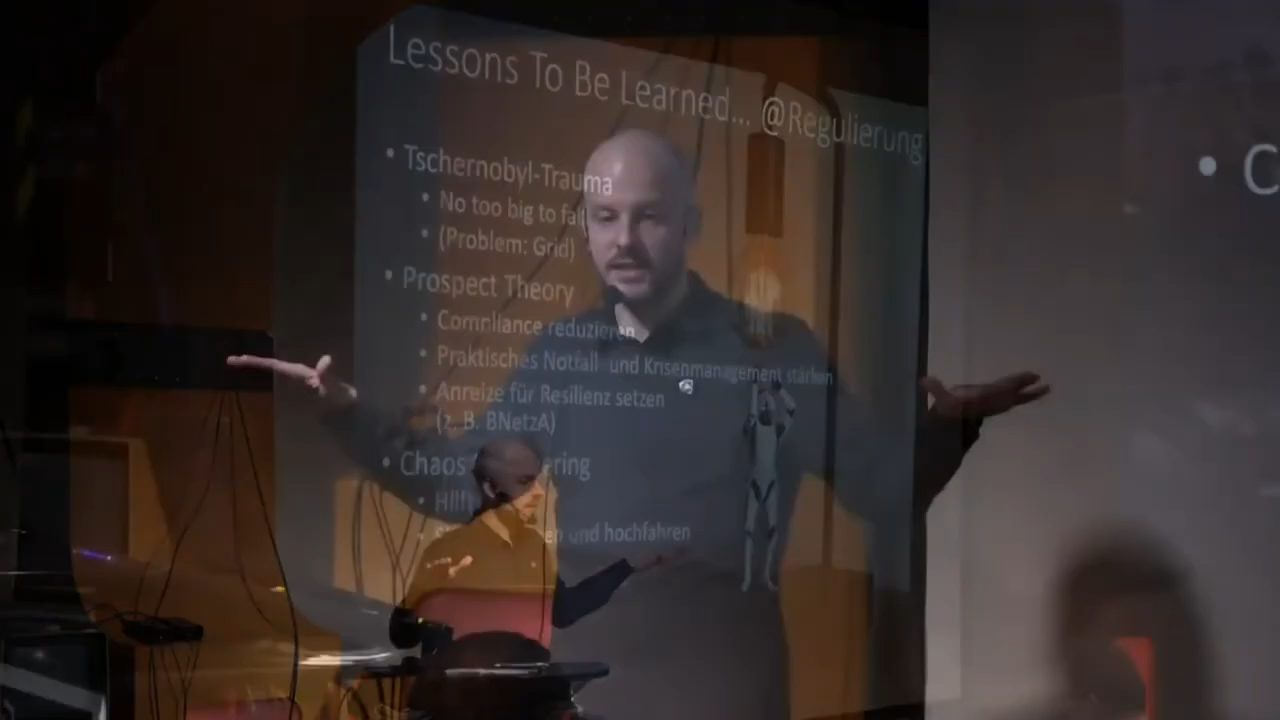 Lessons To Be Learned... @Regulierung
• Tschernobyl-Trauma
• No too big to fail
• (Problem: Grid)
• Prospect Theory
• Compliance reduzieren
• Praktisches Notfall- und Krisenmanagement stärken
• Anreize für Resilienz setzen
(z. B. BNetzA)
• Chaos
• und hochfahren
• C